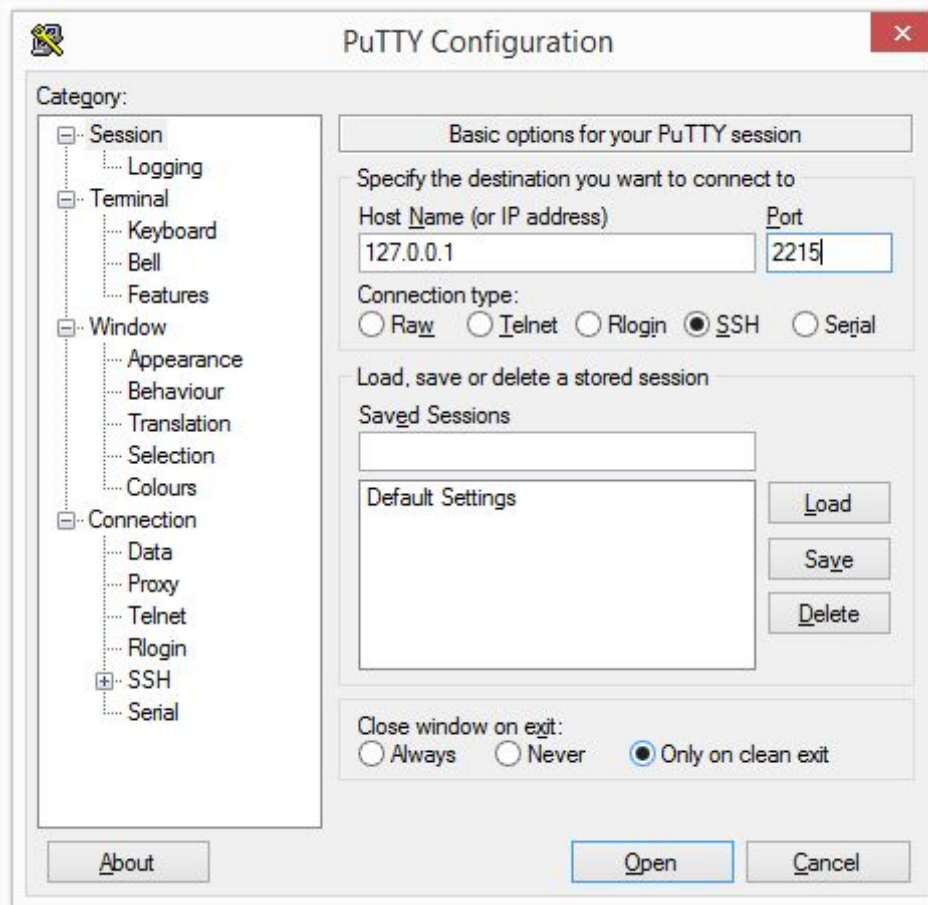 PuTTY Configuration
Category:
Session
Logging
Terminal
Keyboard
Bell
Features
Window
Appearance
Behaviour
Translation
Selection
Colours
Connection
Data
Proxy
Telnet
Rlogin
SSH
Serial
Basic options for your PuTTY session
Specify the destination you want to connect to
Host Name (or IP address) Port
127.0.0.1 2215
Connection type:
Raw Telnet Rlogin SSH Serial
Load, save or delete a stored session
Saved Sessions
Default Settings
Load
Save
Delete
Close window on exit:
Always Never Only on clean exit
About Open Cancel